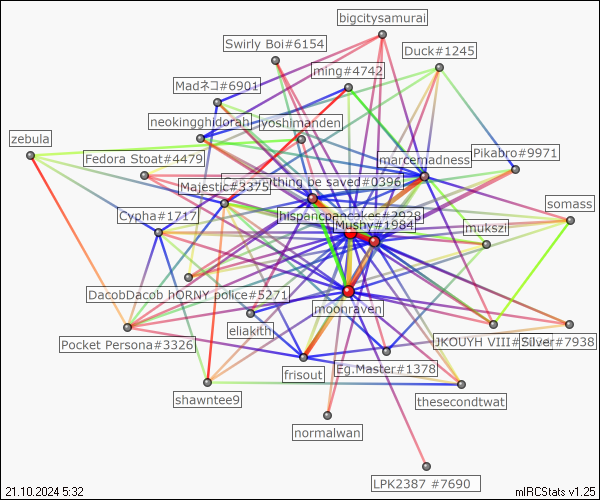 bigcitysamurai
Swirly Boi#6154
Duck#1245
ming#4742
Madネコ#6901
neokingghidorah
yoshimanden
zebula
Fedora Stoat#4479
marcemadness
Pikabro#9971
thing be saved#0396
Majestic#3375
somass
Cypha#1717
hispanicpancakes#3928
Mushy#1984
mukszi
DacobDacob
hORNY police#5271
moonraven
eliakith
Pocket Persona#3326
JKOUYH VIII#
Silver#7938
frisout
Eg.Master#1378
shawntee9
thesecondtwat
normalwan
LPK2387 #7690
21.10.2024 5:32
mIRCStats v1.25